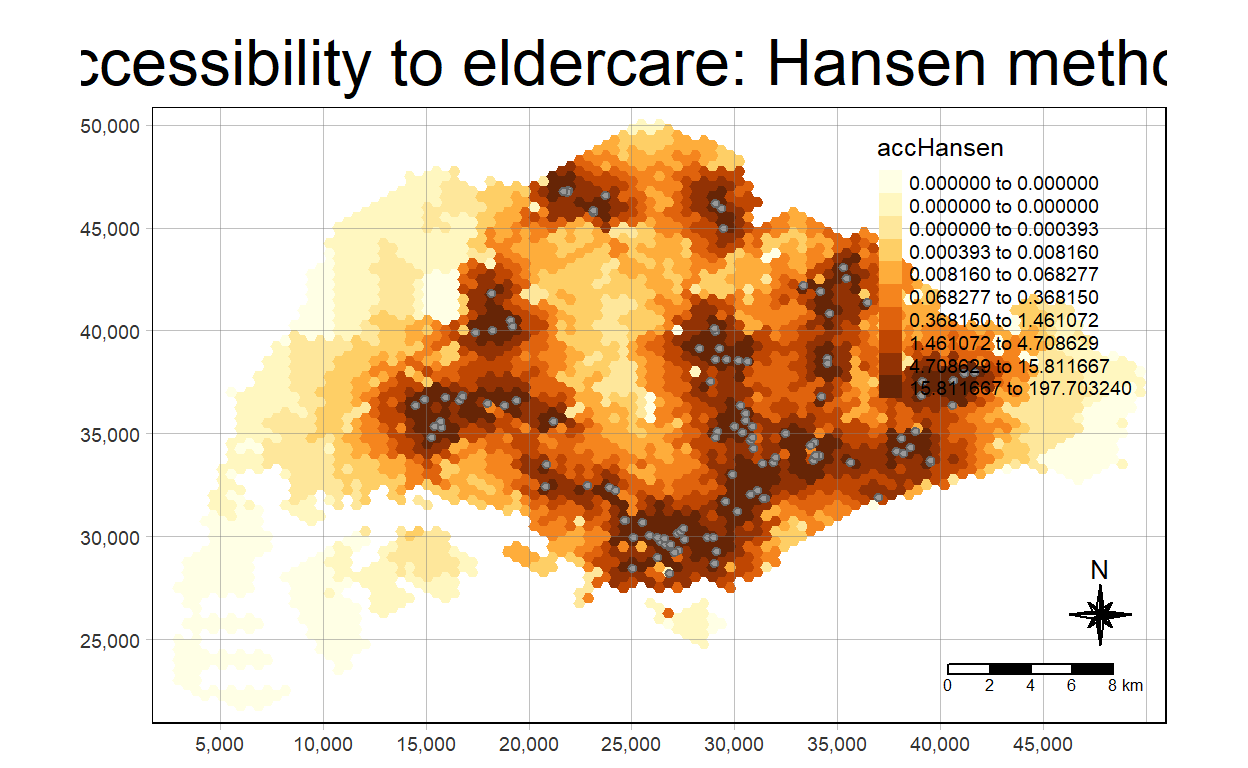 ccessibility to eldercare: Hansen metho
50,000
45,000
40,000
35,000
30,000
25,000
accHansen
0.000000 to 0.000000
0.000000 to 0.000000
0.000000 to 0.000393
0.000393 to 0.008160
0.008160 to 0.068277
0.068277 to 0.368150
0.368150 to 1.461072
1.461072 to 4.708629
4.708629 to 15.811667
15.811667 to 197.703240
N
0 2 4 6 8 km
5,000 10,000 15,000 20,000 25,000 30,000 35,000 40,000 45,000